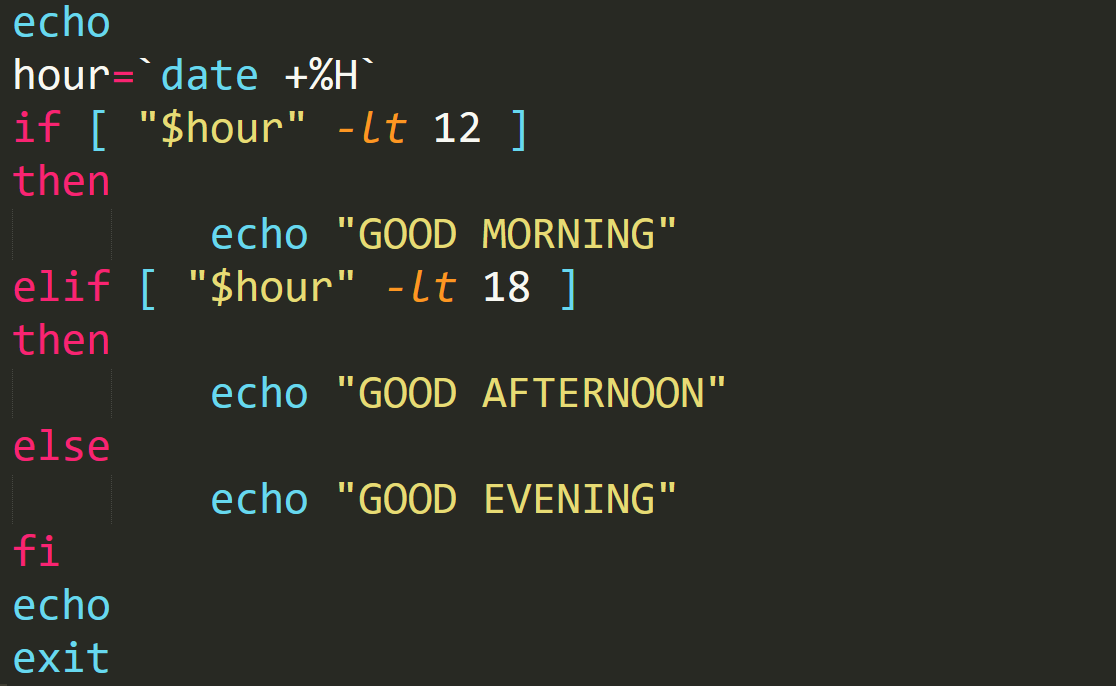 echo
hour=`date +%H`
if [ "$hour" -lt 12 ]
then
        echo "GOOD MORNING"
elif [ "$hour" -lt 18 ]
then
        echo "GOOD AFTERNOON"
else
        echo "GOOD EVENING"
fi
echo
exit